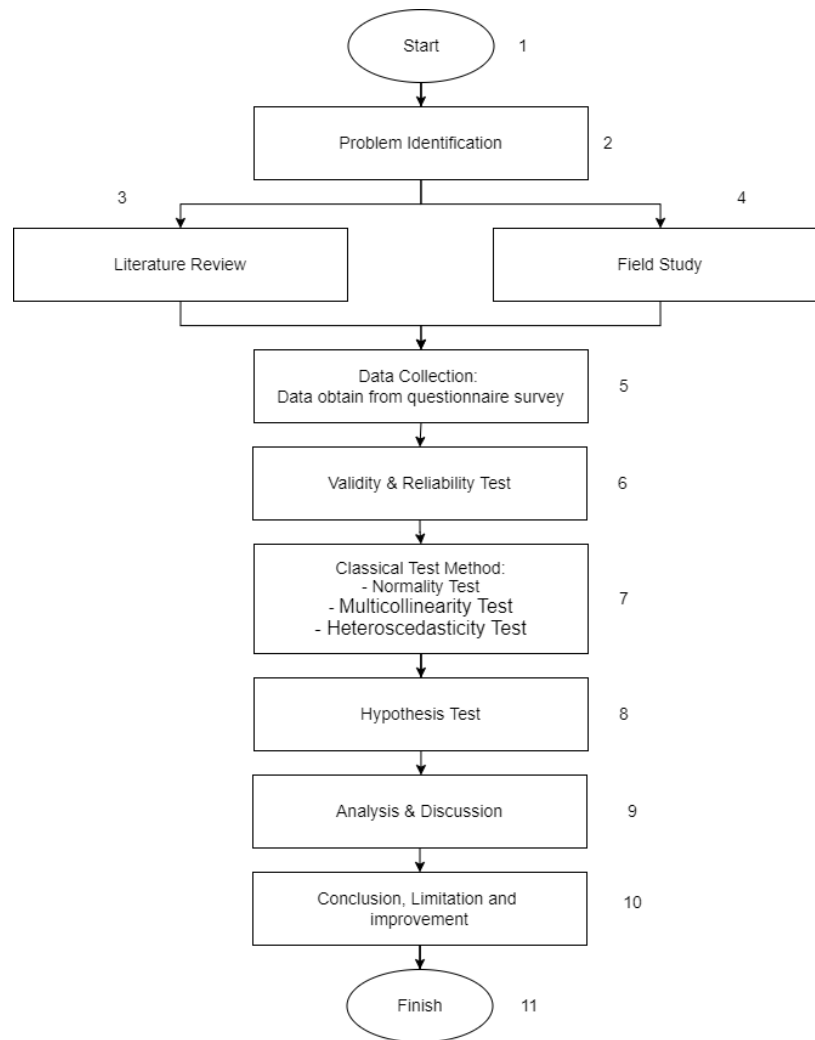 Start
1
Problem Identification
2
3
4
Literature Review
Field Study
Data Collection:
Data obtain from questionnaire survey
5
Validity & Reliability Test
6
Classical Test Method:
- Normality Test
- Multicollinearity Test
- Heteroscedasticity Test
7
Hypothesis Test
8
Analysis & Discussion
9
Conclusion, Limitation and
improvement
10
Finish
11